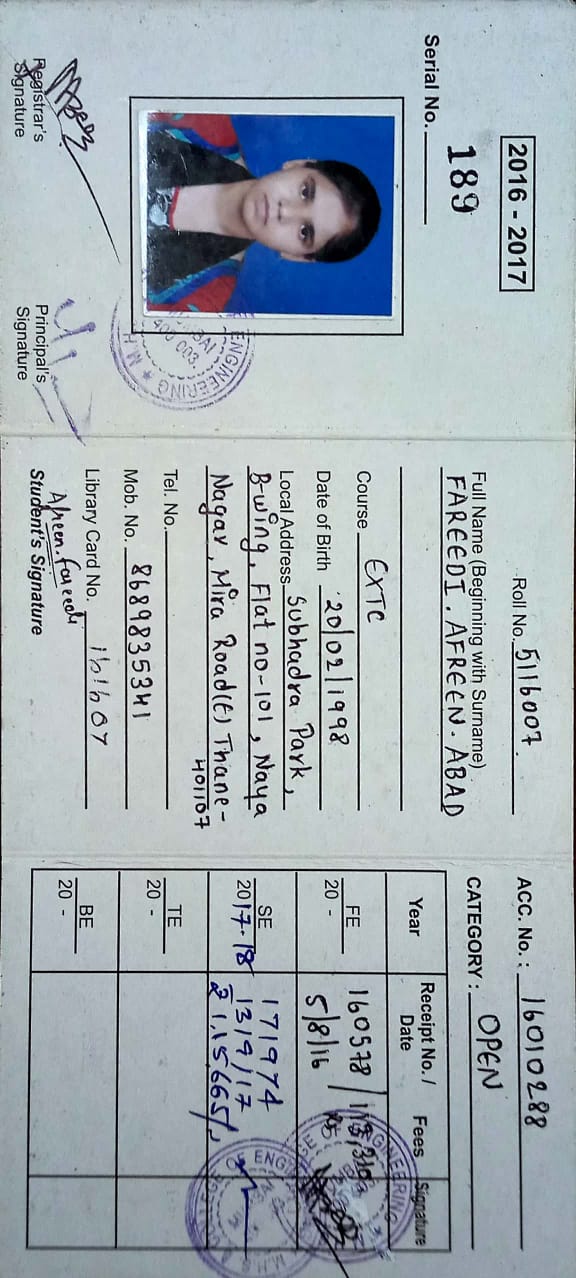 2016 - 2017
189
Serial No.
ENGINEERING
400 003.
M.H.
Registrar's
Signature
Principal's
Signature
Roll No. 5116007
Full Name (Beginning with Surname)
FAREEDI. AFREEN. ABAD
Course EXTC
Date of Birth 20/02/1998
Local Address Subhadra Park,
B-wing, Flat no-101, Naya
Nagar, Mira Road(E) Thane-
401107
Tel. No.
Mob. No. 8689835341
Library Card No. 161607
Afreen.fareedi
Student's Signature
ACC. No.: 16010288
CATEGORY: OPEN
Year Receipt No./ Date Fees Signature
FE
20 -
160578/
5/8/16
SE
2017-18
171974
13/9/17
1,15,665/-
TE
20 -
BE
20 -
ENGINEERING